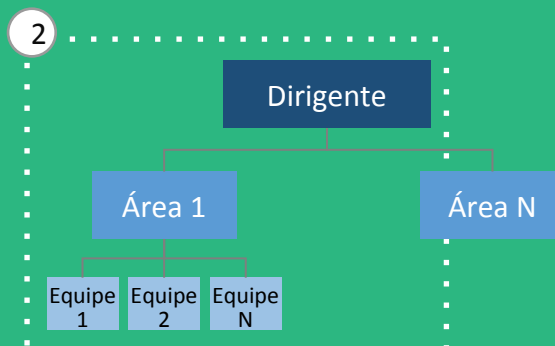 2
Dirigente
Área 1
Área N
Equipe
1
Equipe
2
Equipe
N